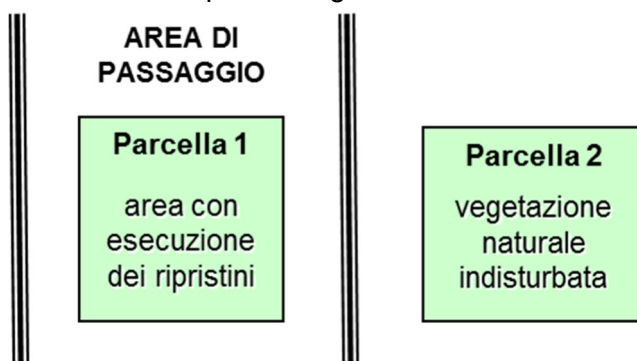 AREA DI
PASSAGGIO
Parcella 1
area con
esecuzione
dei ripristini
Parcella 2
vegetazione
naturale
indisturbata